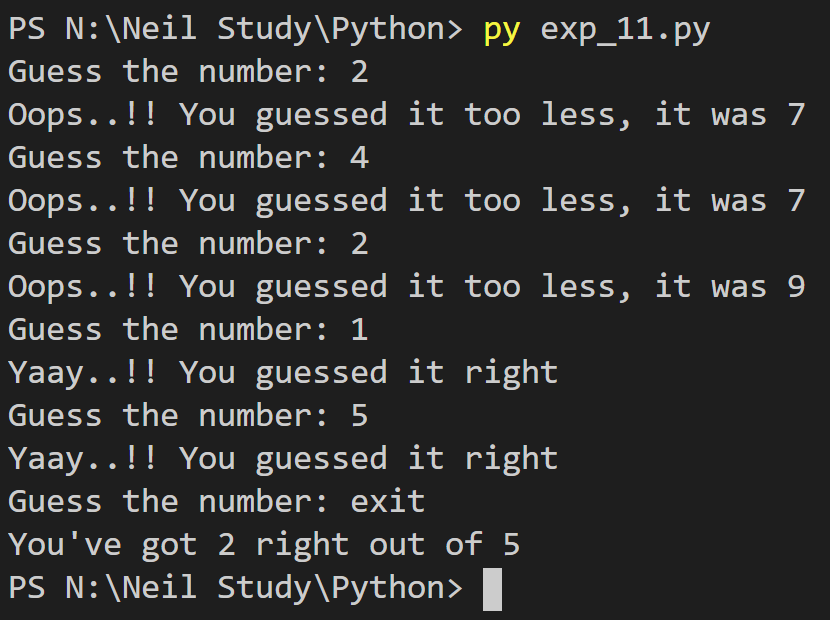 PS N:\Neil Study\Python> py exp_11.py
Guess the number: 2
Oops..!! You guessed it too less, it was 7
Guess the number: 4
Oops..!! You guessed it too less, it was 7
Guess the number: 2
Oops..!! You guessed it too less, it was 9
Guess the number: 1
Yaay..!! You guessed it right
Guess the number: 5
Yaay..!! You guessed it right
Guess the number: exit
You've got 2 right out of 5
PS N:\Neil Study\Python>